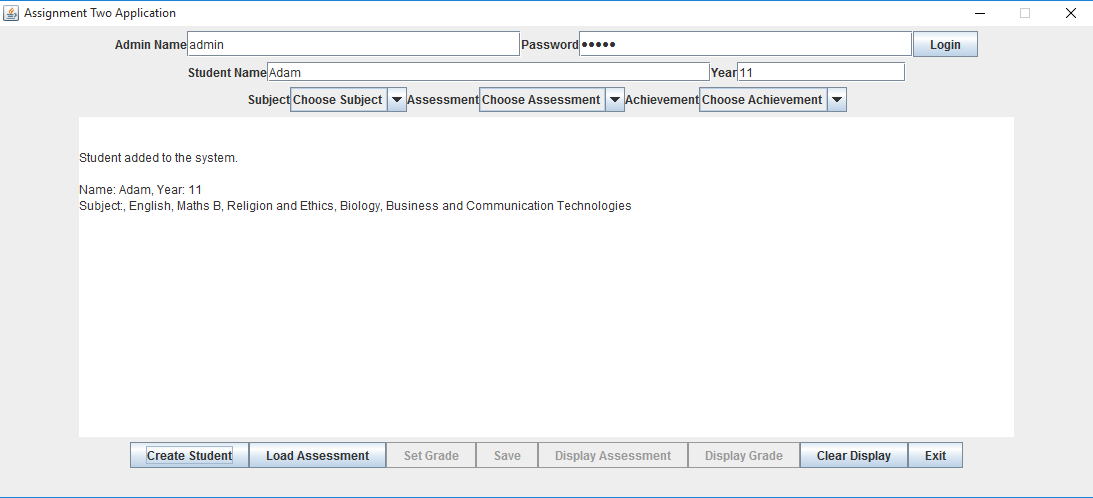 Assignment Two Application
Admin Name admin Password ••••• Login
Student Name Adam Year 11
Subject Choose Subject Assessment Choose Assessment Achievement Choose Achievement
Student added to the system.
Name: Adam, Year: 11
Subject:, English, Maths B, Religion and Ethics, Biology, Business and Communication Technologies
Create Student Load Assessment Set Grade Save Display Assessment Display Grade Clear Display Exit